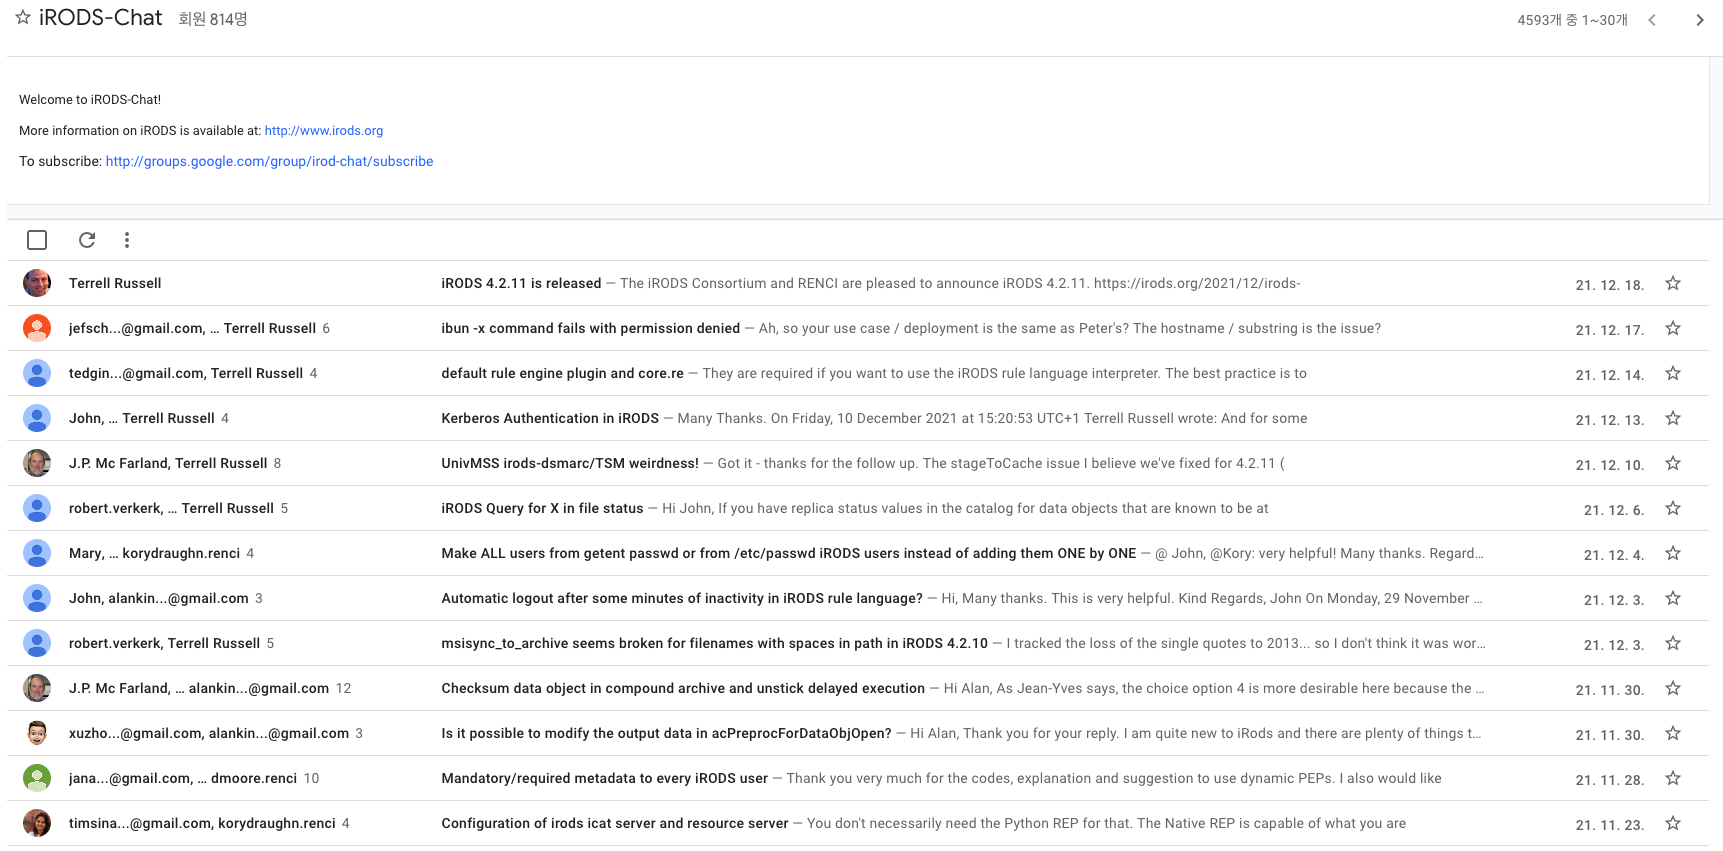 iRODS-Chat 회원 814명 4593개 중 1~30개
Welcome to iRODS-Chat!
More information on iRODS is available at: http://www.irods.org
To subscribe: http://groups.google.com/group/irod-chat/subscribe
Terrell Russell iRODS 4.2.11 is released — The iRODS Consortium and RENCI are pleased to announce iRODS 4.2.11. https://irods.org/2021/12/irods- 21. 12. 18.
jefsch...@gmail.com, ... Terrell Russell 6 ibun -x command fails with permission denied — Ah, so your use case / deployment is the same as Peter's? The hostname / substring is the issue? 21. 12. 17.
tedgin...@gmail.com, Terrell Russell 4 default rule engine plugin and core.re — They are required if you want to use the iRODS rule language interpreter. The best practice is to 21. 12. 14.
John, ... Terrell Russell 4 Kerberos Authentication in iRODS — Many Thanks. On Friday, 10 December 2021 at 15:20:53 UTC+1 Terrell Russell wrote: And for some 21. 12. 13.
J.P. Mc Farland, Terrell Russell 8 UnivMSS irods-dsmarc/TSM weirdness! — Got it - thanks for the follow up. The stageToCache issue I believe we've fixed for 4.2.11 ( 21. 12. 10.
robert.verkerk, ... Terrell Russell 5 iRODS Query for X in file status — Hi John, If you have replica status values in the catalog for data objects that are known to be at 21. 12. 6.
Mary, ... korydraughn.renci 4 Make ALL users from getent passwd or from /etc/passwd iRODS users instead of adding them ONE by ONE — @ John, @Kory: very helpful! Many thanks. Regard... 21. 12. 4.
John, alankin...@gmail.com 3 Automatic logout after some minutes of inactivity in iRODS rule language? — Hi, Many thanks. This is very helpful. Kind Regards, John On Monday, 29 November ... 21. 12. 3.
robert.verkerk, Terrell Russell 5 msisync_to_archive seems broken for filenames with spaces in path in iRODS 4.2.10 — I tracked the loss of the single quotes to 2013... so I don't think it was wor... 21. 12. 3.
J.P. Mc Farland, ... alankin...@gmail.com 12 Checksum data object in compound archive and unstick delayed execution — Hi Alan, As Jean-Yves says, the choice option 4 is more desirable here because the ... 21. 11. 30.
xuzho...@gmail.com, alankin...@gmail.com 3 Is it possible to modify the output data in acPreprocForDataObjOpen? — Hi Alan, Thank you for your reply. I am quite new to iRods and there are plenty of things t... 21. 11. 30.
jana...@gmail.com, ... dmoore.renci 10 Mandatory/required metadata to every iRODS user — Thank you very much for the codes, explanation and suggestion to use dynamic PEPs. I also would like 21. 11. 28.
timsina...@gmail.com, korydraughn.renci 4 Configuration of irods icat server and resource server — You don't necessarily need the Python REP for that. The Native REP is capable of what you are 21. 11. 23.